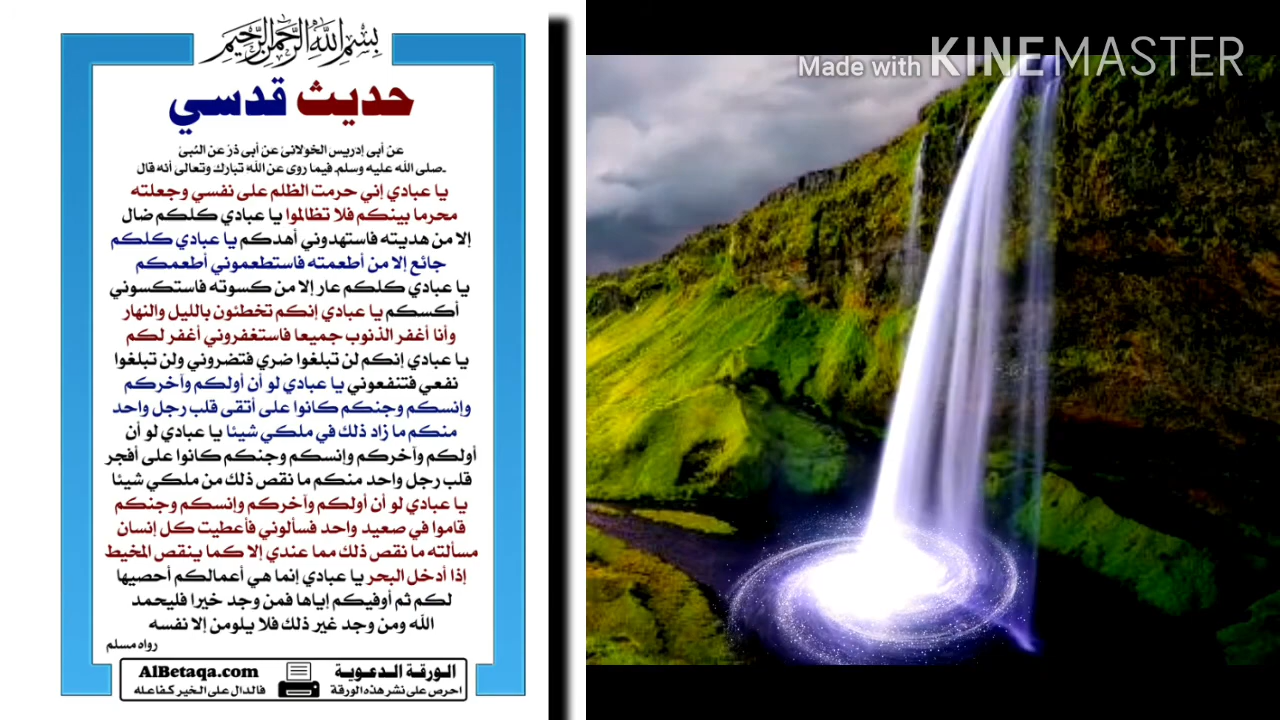 بسم الله الرحمن الرحيم
حديث قدسي
عن أبى إدريس الخولانىّ عن أبى ذرّ عن النّبىّ
-صلى الله عليه وسلم- فيما روى عن الله تبارك وتعالى أنه قال
يا عبادي إني حرمت الظلم على نفسي وجعلته
محرما بينكم فلا تظالموا يا عبادي كلكم ضال
إلا من هديته فاستهدوني أهدكم يا عبادي كلكم
جائع إلا من أطعمته فاستطعموني أطعمكم
يا عبادي كلكم عار إلا من كسوته فاستكسوني
أكسكم يا عبادي إنكم تخطئون بالليل والنهار
وأنا أغفر الذنوب جميعا فاستغفروني أغفر لكم
يا عبادي إنكم لن تبلغوا ضري فتضروني ولن تبلغوا
نفعي فتنفعوني يا عبادي لو أن أولكم وآخركم
وإنسكم وجنكم كانوا على أتقى قلب رجل واحد
منكم ما زاد ذلك في ملكي شيئا يا عبادي لو أن
أولكم وآخركم وإنسكم وجنكم كانوا على أفجر
قلب رجل واحد منكم ما نقص ذلك من ملكي شيئا
يا عبادي لو أن أولكم وآخركم وإنسكم وجنكم
قاموا في صعيد واحد فسألوني فأعطيت كل إنسان
مسألته ما نقص ذلك مما عندي إلا كما ينقص المخيط
إذا أدخل البحر يا عبادي إنما هي أعمالكم أحصيها
لكم ثم أوفيكم إياها فمن وجد خيرا فليحمد
الله ومن وجد غير ذلك فلا يلومن إلا نفسه
رواه مسلم
الورقة الدعوية
احرص على نشر هذه الورقة
AlBetaqa.com
فالدال على الخير كفاعله
Made with KINEMASTER